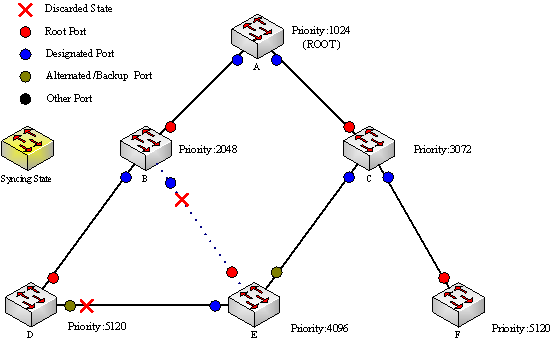 Discarded State
Root Port
Designated Port
Alternated/Backup Port
Other Port
Syncing State
Priority:1024
(ROOT)
A
Priority:2048
B
Priority:3072
C
D
Priority:5120
E
Priority:4096
F
Priority:5120